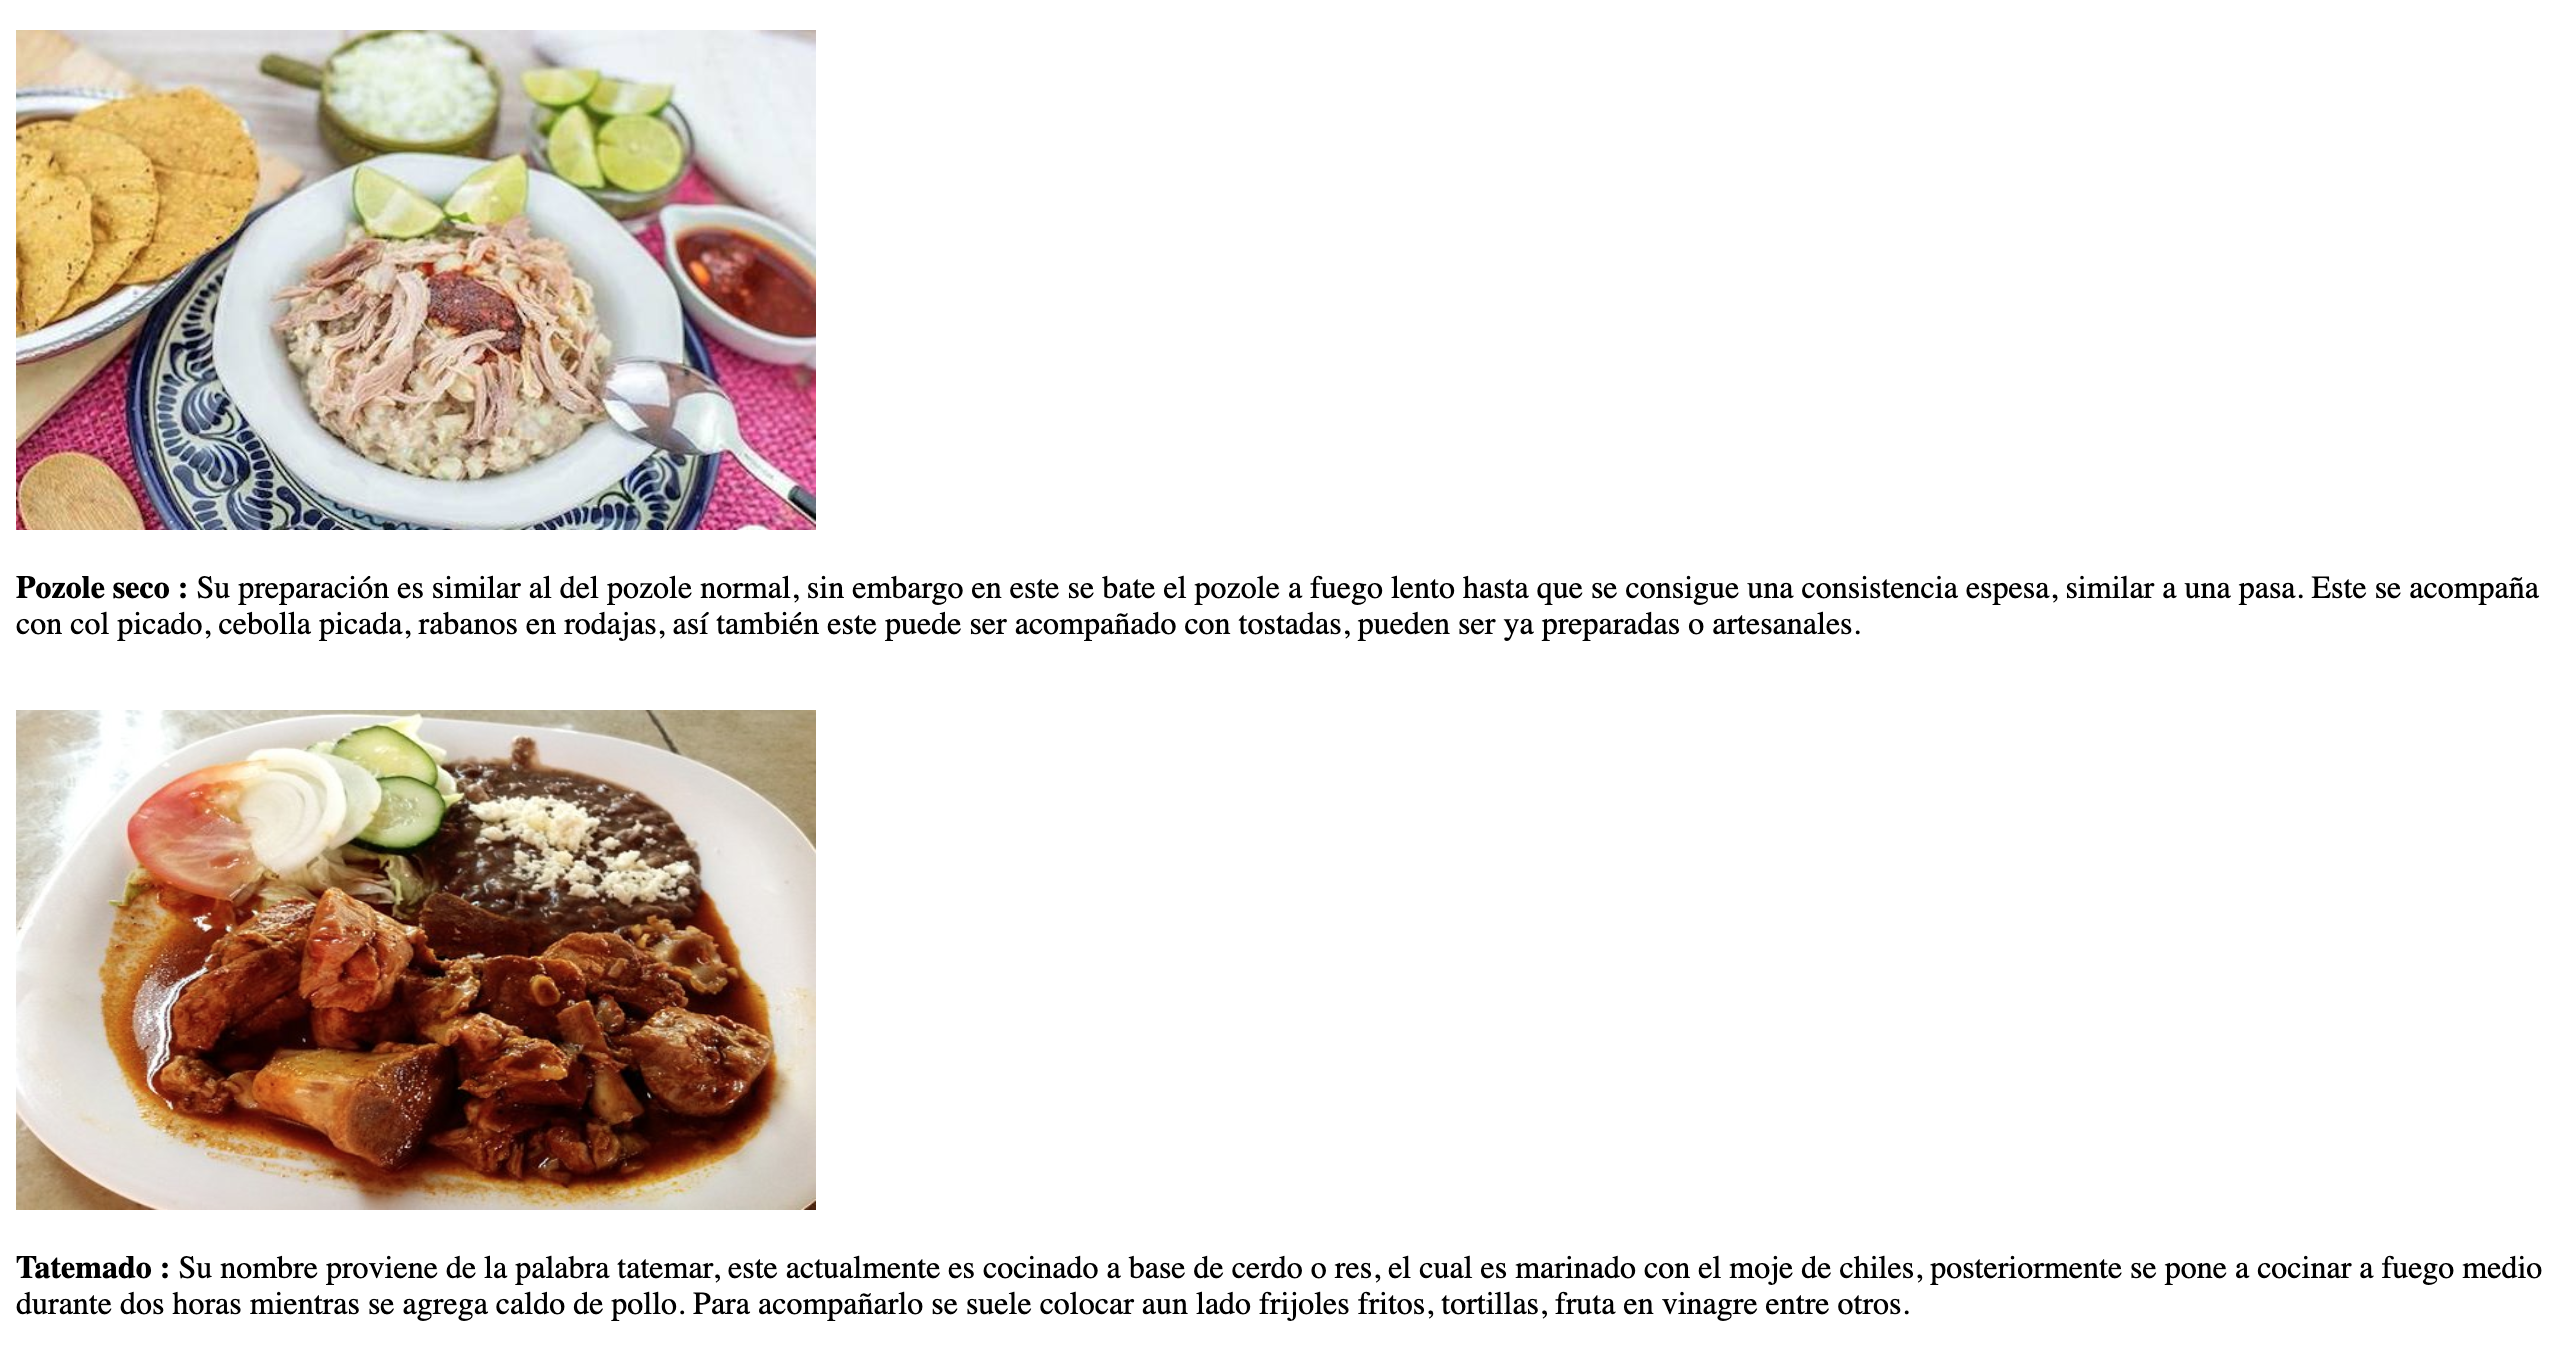 Pozole seco : Su preparación es similar al del pozole normal, sin embargo en este se bate el pozole a fuego lento hasta que se consigue una consistencia espesa, similar a una pasa. Este se acompaña
con col picado, cebolla picada, rabanos en rodajas, así también este puede ser acompañado con tostadas, pueden ser ya preparadas o artesanales.
Tatemado : Su nombre proviene de la palabra tatemar, este actualmente es cocinado a base de cerdo o res, el cual es marinado con el moje de chiles, posteriormente se pone a cocinar a fuego medio
durante dos horas mientras se agrega caldo de pollo. Para acompañarlo se suele colocar aun lado frijoles fritos, tortillas, fruta en vinagre entre otros.